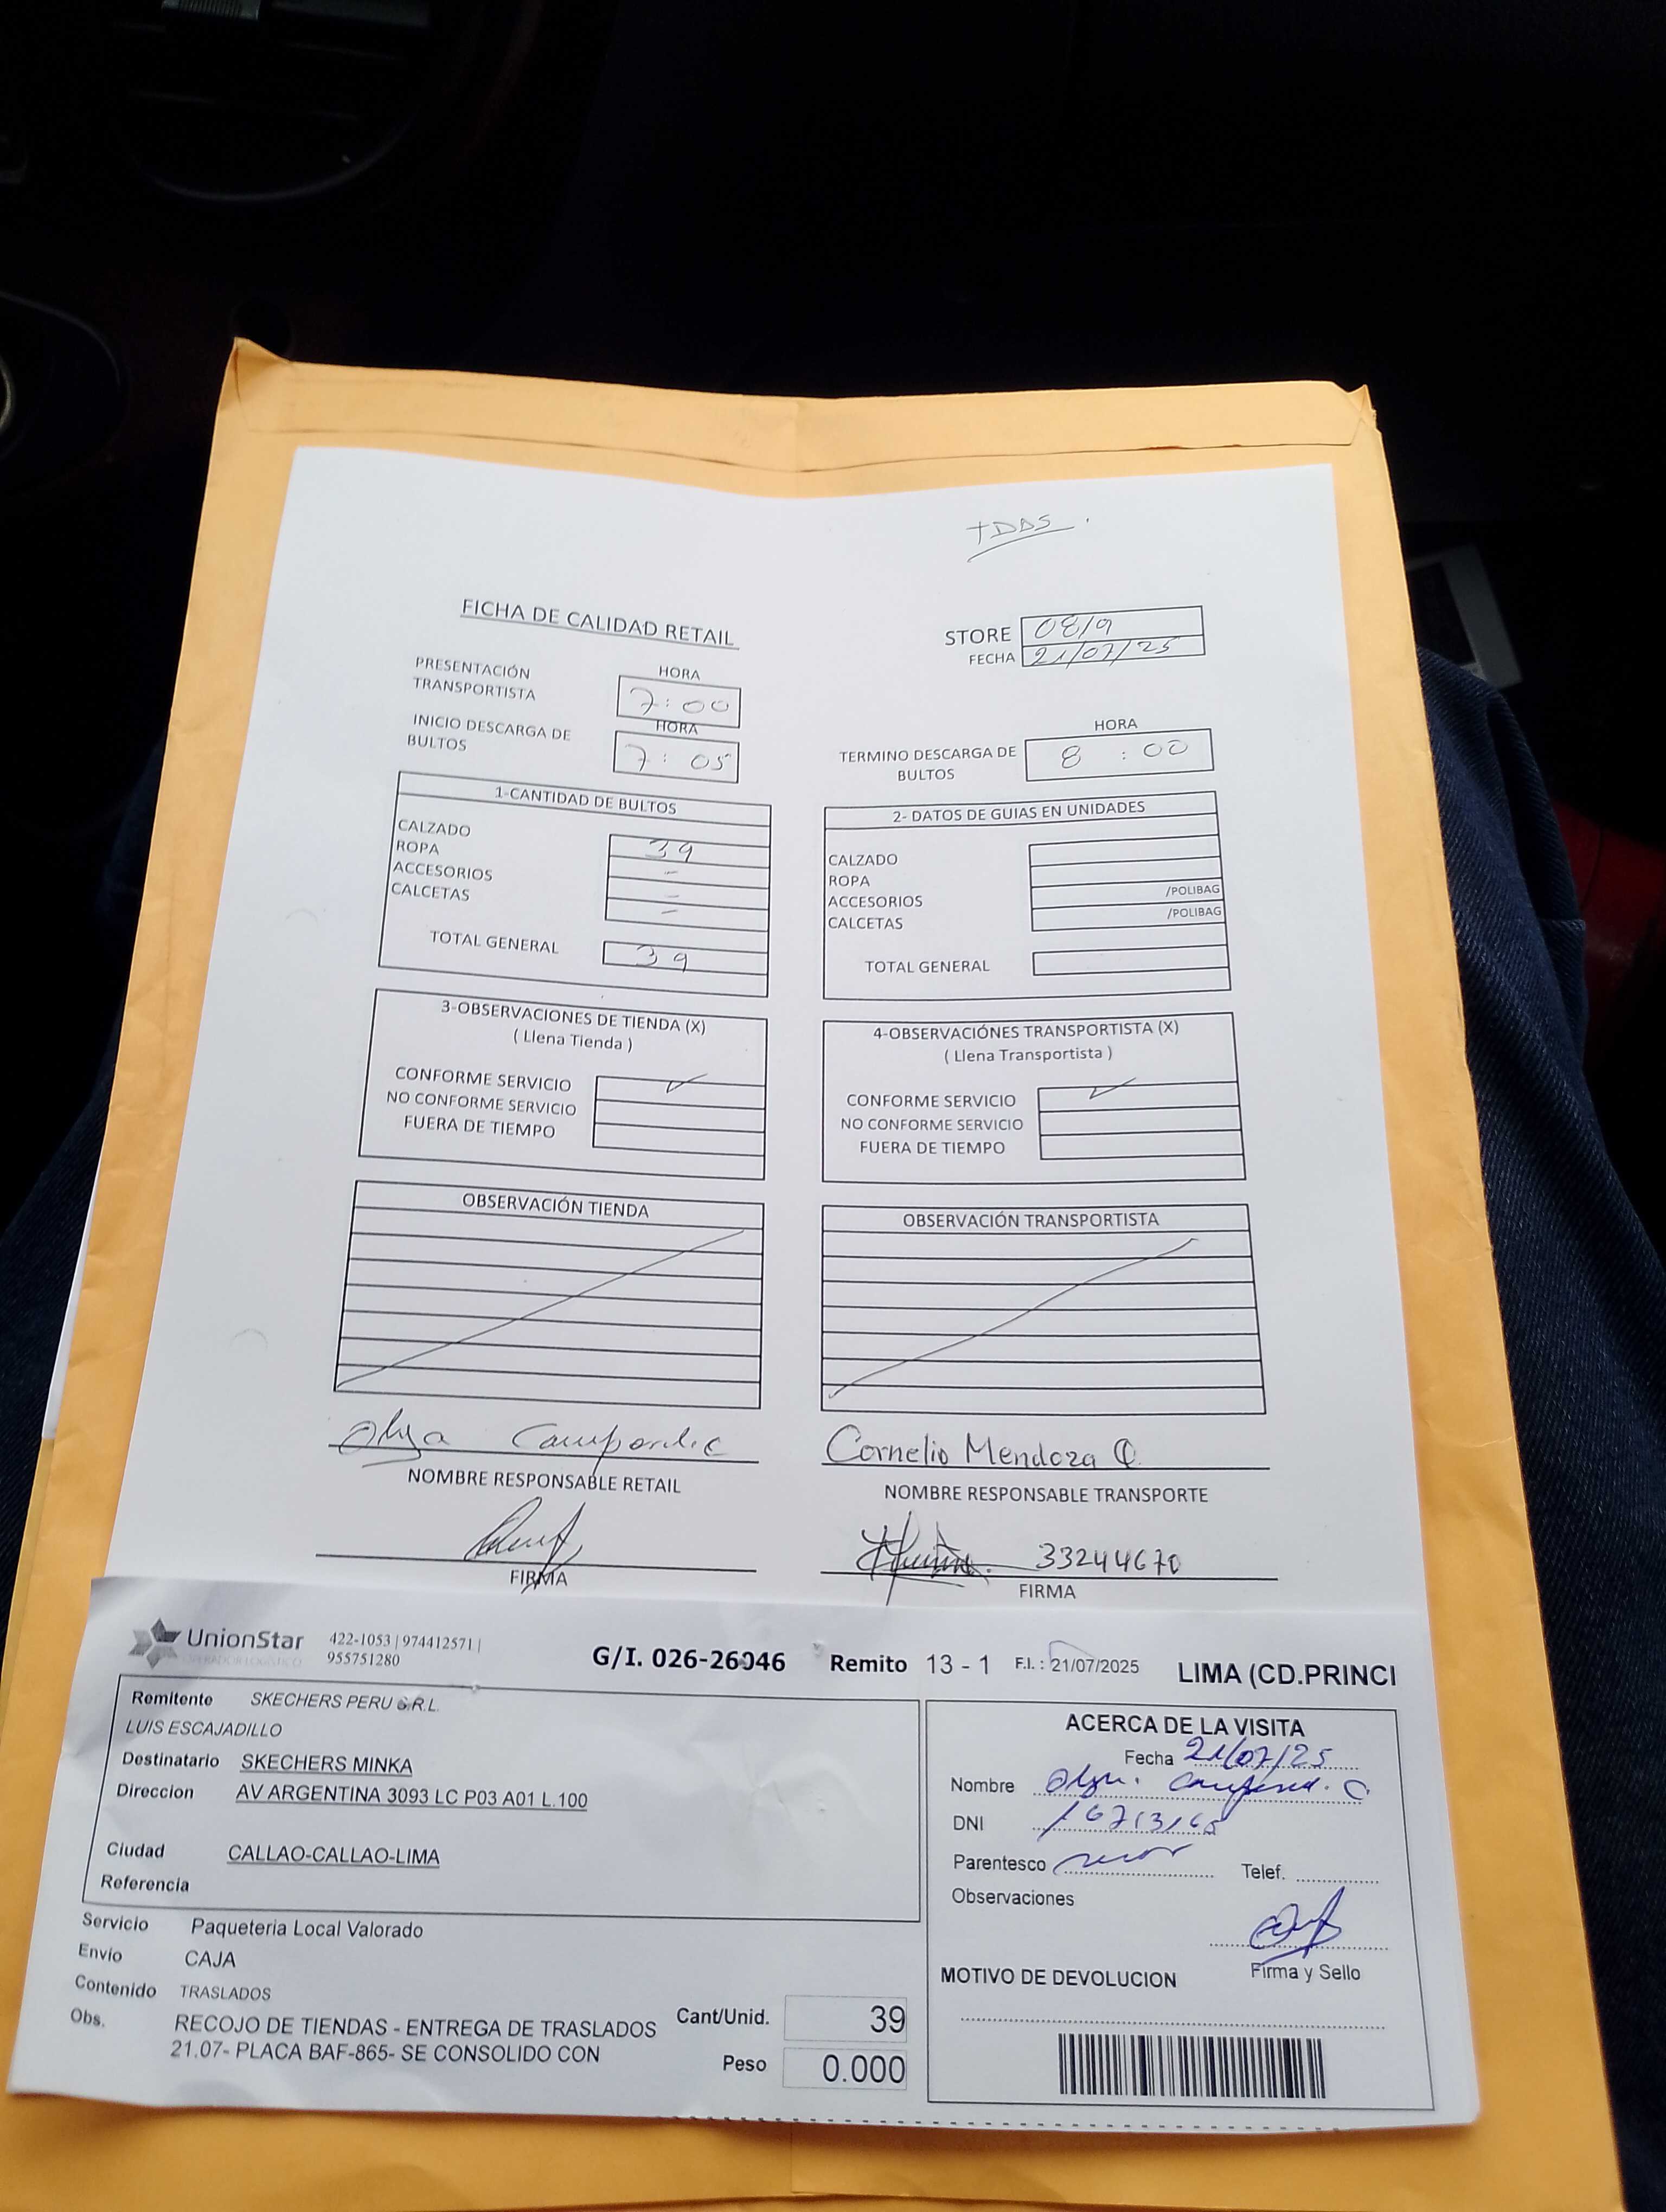 TDDS.
FICHA DE CALIDAD RETAIL
STORE 0819
FECHA 21/07/25
PRESENTACIÓN TRANSPORTISTA
HORA
7:00
INICIO DESCARGA DE BULTOS
HORA
7:05
TERMINO DESCARGA DE BULTOS
HORA
8:00
1-CANTIDAD DE BULTOS
CALZADO 39
ROPA -
ACCESORIOS -
CALCETAS -
TOTAL GENERAL 39
2- DATOS DE GUIAS EN UNIDADES
CALZADO
ROPA
ACCESORIOS /POLIBAG
CALCETAS /POLIBAG
TOTAL GENERAL
3-OBSERVACIONES DE TIENDA (X)
( Llena Tienda )
CONFORME SERVICIO ✓
NO CONFORME SERVICIO
FUERA DE TIEMPO
4-OBSERVACIÓNES TRANSPORTISTA (X)
( Llena Transportista )
CONFORME SERVICIO ✓
NO CONFORME SERVICIO
FUERA DE TIEMPO
OBSERVACIÓN TIENDA
OBSERVACIÓN TRANSPORTISTA
Olga
NOMBRE RESPONSABLE RETAIL
FIRMA
Cornelio Mendoza Q.
NOMBRE RESPONSABLE TRANSPORTE
33244670
FIRMA
UnionStar
OPERADOR LOGISTICO
422-1053 | 974412571 |
955751280
G/I. 026-26046
Remito 13 - 1
F.I. : 21/07/2025
LIMA (CD.PRINCI
Remitente SKECHERS PERU S.R.L.
LUIS ESCAJADILLO
Destinatario SKECHERS MINKA
Direccion AV ARGENTINA 3093 LC P03 A01 L.100
Ciudad CALLAO-CALLAO-LIMA
Referencia
Servicio Paqueteria Local Valorado
Envío CAJA
Contenido TRASLADOS
Obs. RECOJO DE TIENDAS - ENTREGA DE TRASLADOS
21.07- PLACA BAF-865- SE CONSOLIDO CON
Cant/Unid. 39
Peso 0.000
ACERCA DE LA VISITA
Fecha 21/07/25
Nombre Olga. C.
DNI
Parentesco
Telef.
Observaciones
Firma y Sello
MOTIVO DE DEVOLUCION